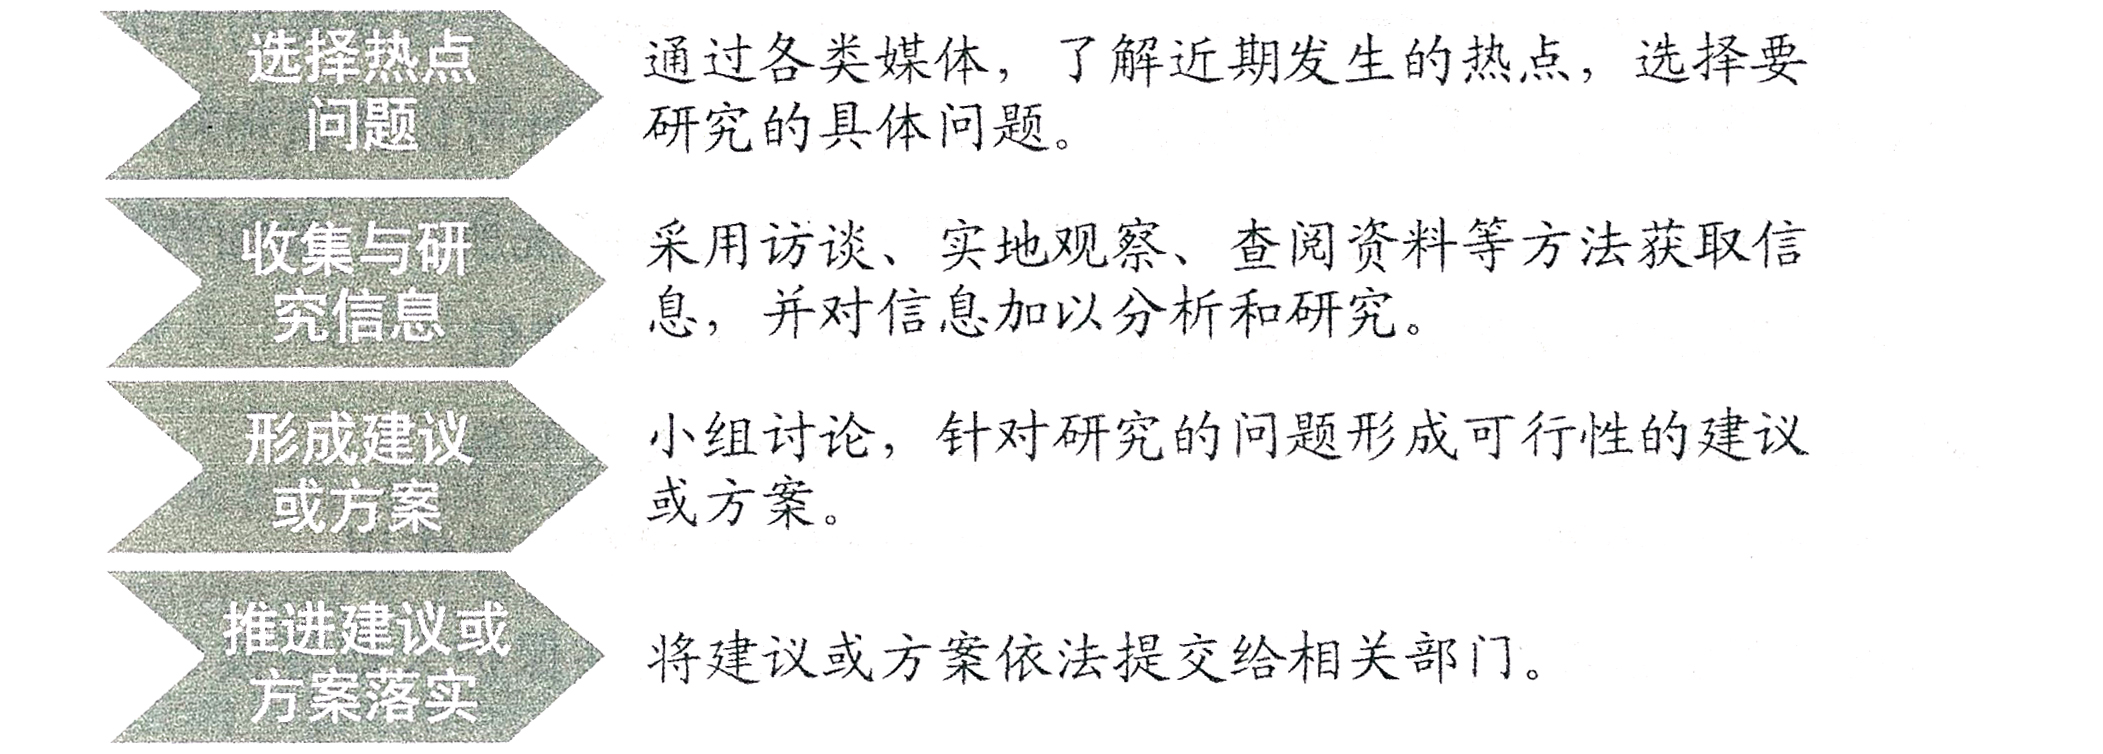 选择热点
问题
通过各类媒体，了解近期发生的热点，选择要
研究的具体问题。
收集与研
究信息
采用访谈、实地观察、查阅资料等方法获取信
息，并对信息加以分析和研究。
形成建议
或方案
小组讨论，针对研究的问题形成可行性的建议
或方案。
推进建议或
方案落实
将建议或方案依法提交给相关部门。